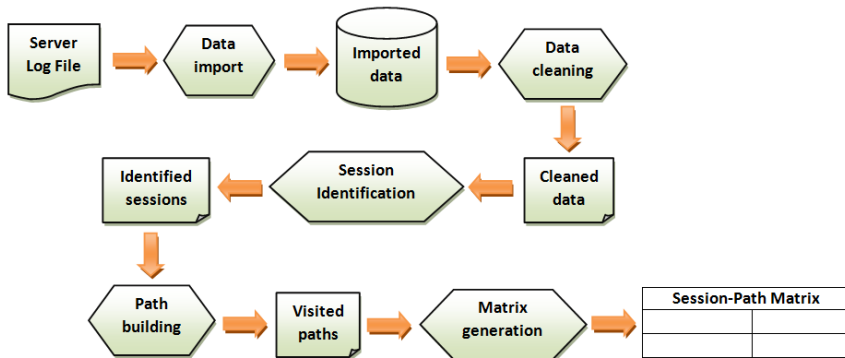 Server
Log File
Data
import
Imported
data
Data
cleaning
Identified
sessions
Session
Identification
Cleaned
data
Path
building
Visited
paths
Matrix
generation
Session-Path Matrix